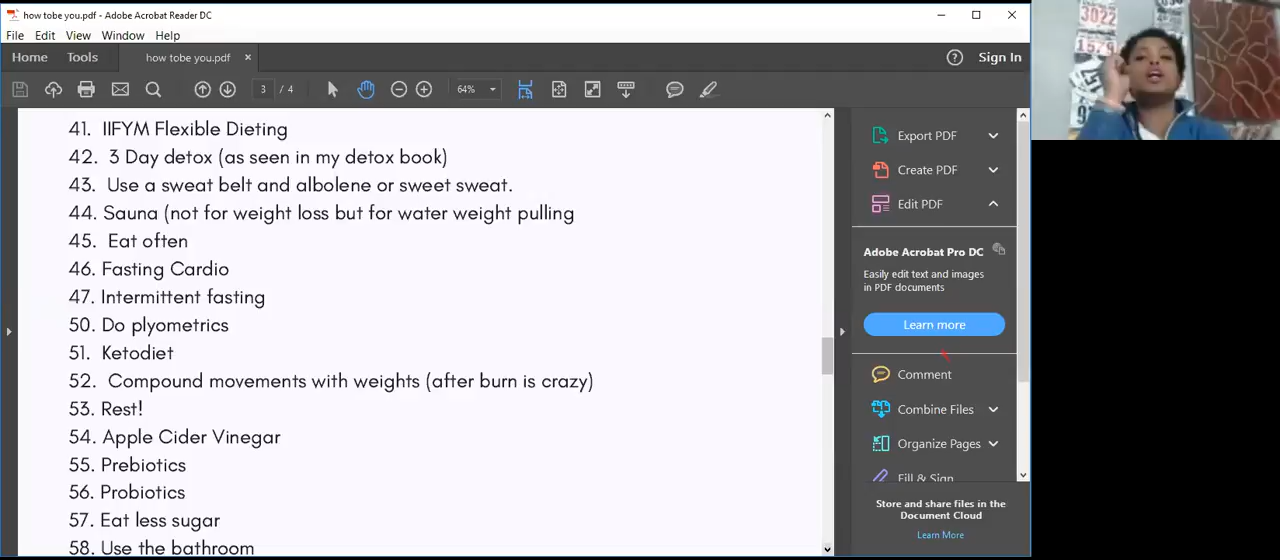 how tobe you.pdf - Adobe Acrobat Reader DC
File Edit View Window Help
Home Tools how tobe you.pdf × Sign In
3 / 4 64%
41. IIFYM Flexible Dieting
42. 3 Day detox (as seen in my detox book)
43. Use a sweat belt and albolene or sweet sweat.
44. Sauna (not for weight loss but for water weight pulling
45. Eat often
46. Fasting Cardio
47. Intermittent fasting
50. Do plyometrics
51. Ketodiet
52. Compound movements with weights (after burn is crazy)
53. Rest!
54. Apple Cider Vinegar
55. Prebiotics
56. Probiotics
57. Eat less sugar
58. Use the bathroom
Export PDF
Create PDF
Edit PDF
Adobe Acrobat Pro DC
Easily edit text and images
in PDF documents
Learn more
Comment
Combine Files
Organize Pages
Fill & Sign
Store and share files in the
Document Cloud
Learn More
3022
1579